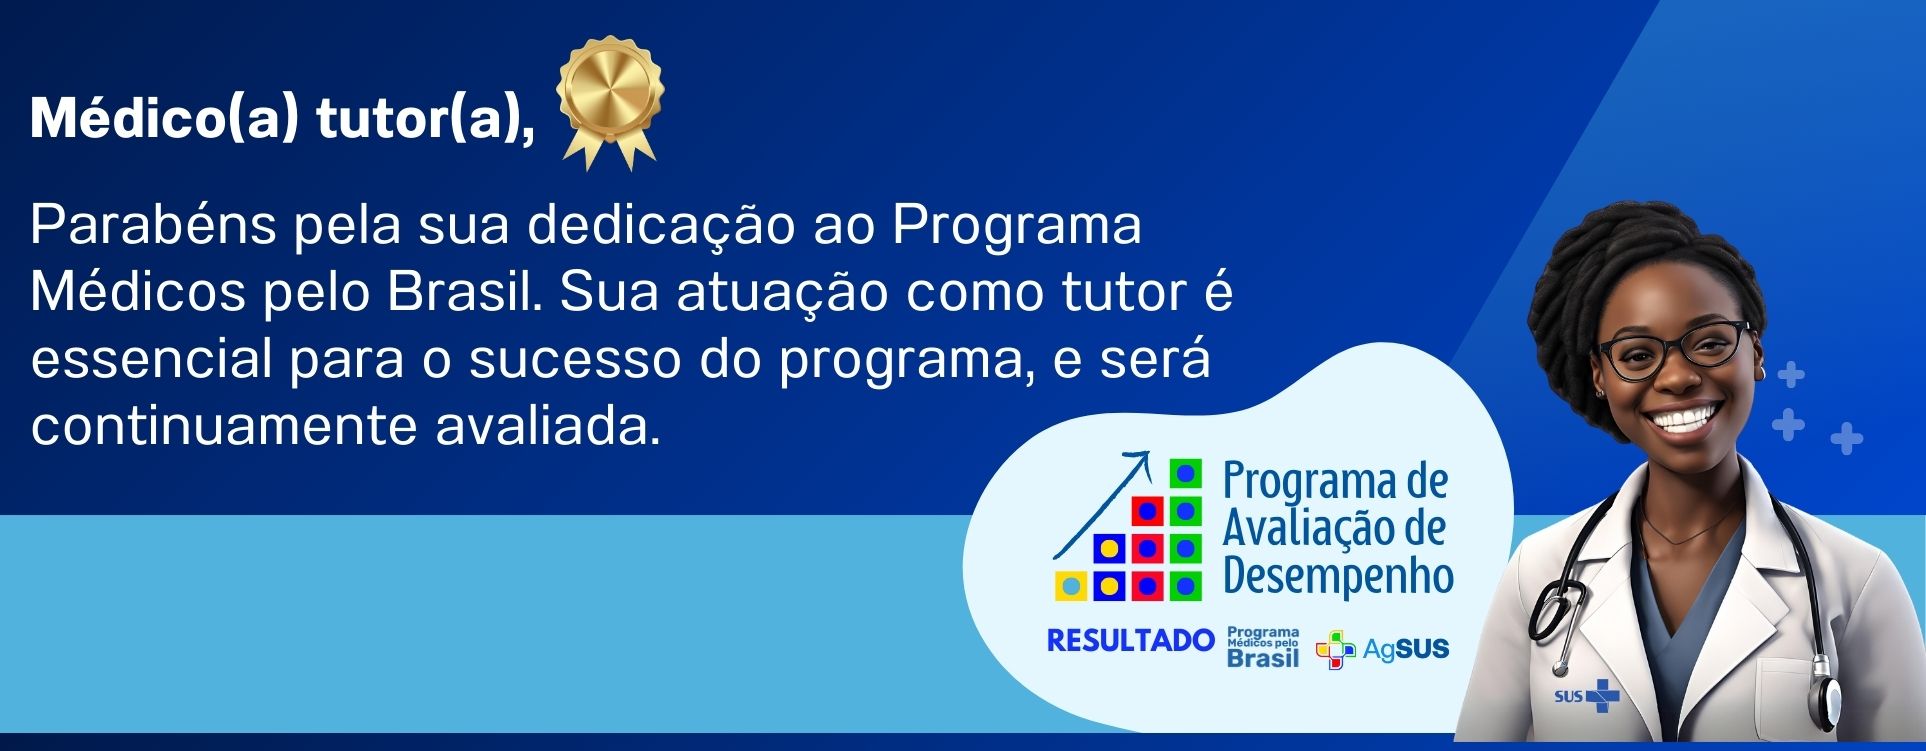 Médico(a) tutor(a),
Parabéns pela sua dedicação ao Programa
Médicos pelo Brasil. Sua atuação como tutor é
essencial para o sucesso do programa, e será
continuamente avaliada.
Programa de
Avaliação de
Desempenho
RESULTADO
Programa
Médicos pelo
Brasil
AgSUS
SUS